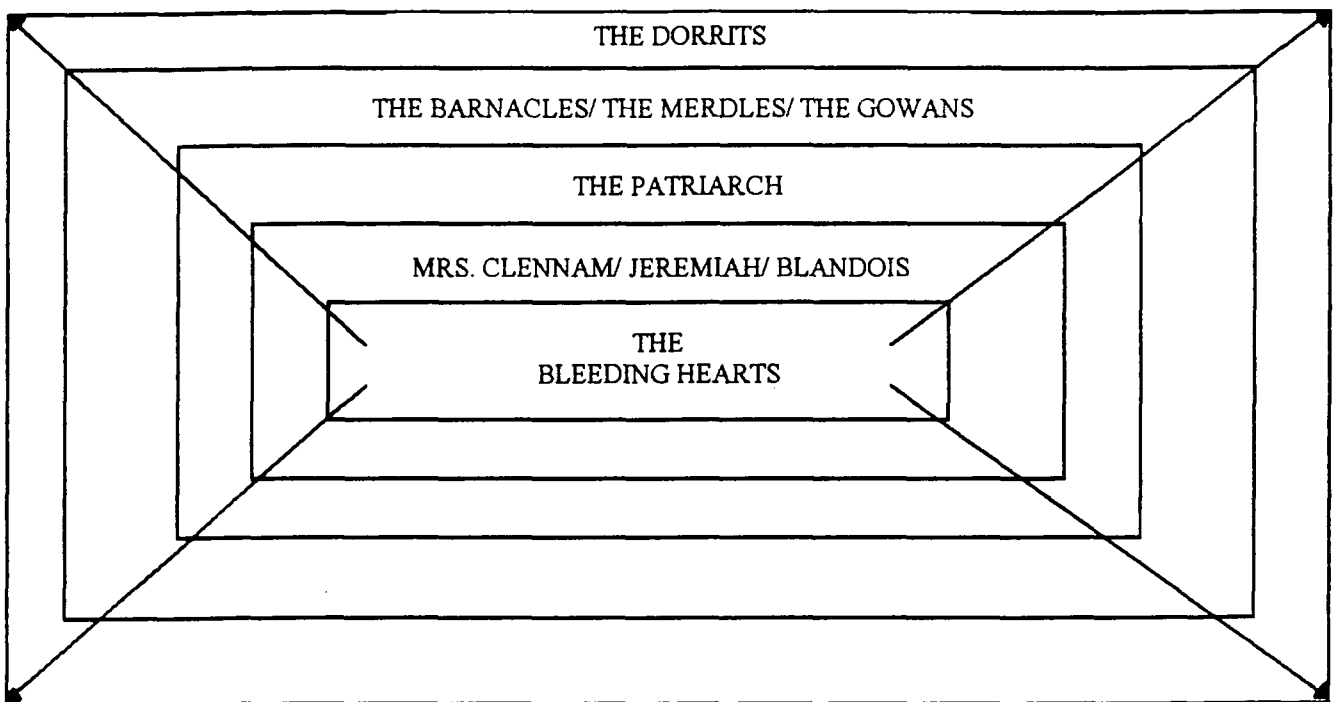 THE DORRITS
THE BARNACLES/ THE MERDLES/ THE GOWANS
THE PATRIARCH
MRS. CLENNAM/ JEREMIAH/ BLANDOIS
THE
BLEEDING HEARTS